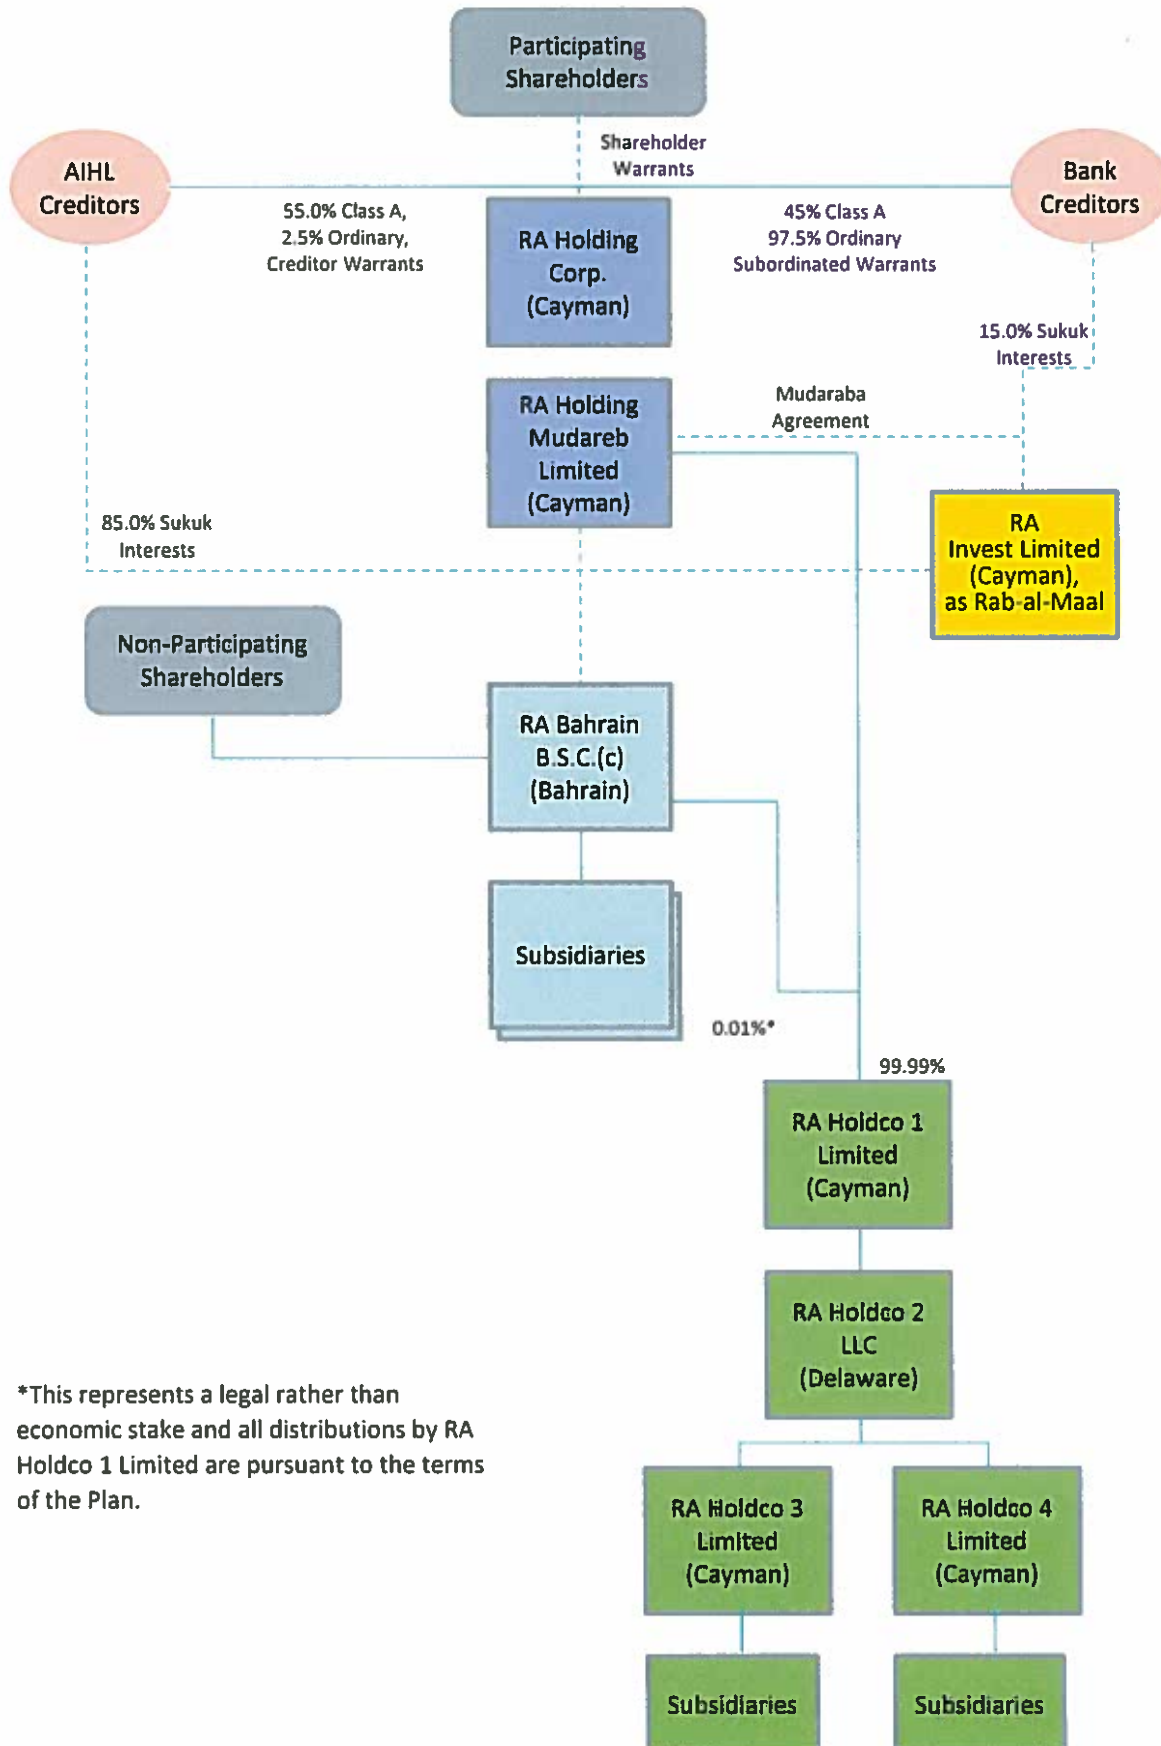 Participating
Shareholders
Shareholder
Warrants
AIHL
Creditors
Bank
Creditors
55.0% Class A,
2.5% Ordinary,
Creditor Warrants
RA Holding
Corp.
(Cayman)
45% Class A
97.5% Ordinary
Subordinated Warrants
15.0% Sukuk
Interests
RA Holding
Mudareb
Limited
(Cayman)
Mudaraba
Agreement
85.0% Sukuk
Interests
RA
Invest Limited
(Cayman),
as Rab-al-Maal
Non-Participating
Shareholders
RA Bahrain
B.S.C.(c)
(Bahrain)
Subsidiaries
0.01%*
99.99%
RA Holdco 1
Limited
(Cayman)
RA Holdco 2
LLC
(Delaware)
*This represents a legal rather than
economic stake and all distributions by RA
Holdco 1 Limited are pursuant to the terms
of the Plan.
RA Holdco 3
Limited
(Cayman)
RA Holdco 4
Limited
(Cayman)
Subsidiaries
Subsidiaries